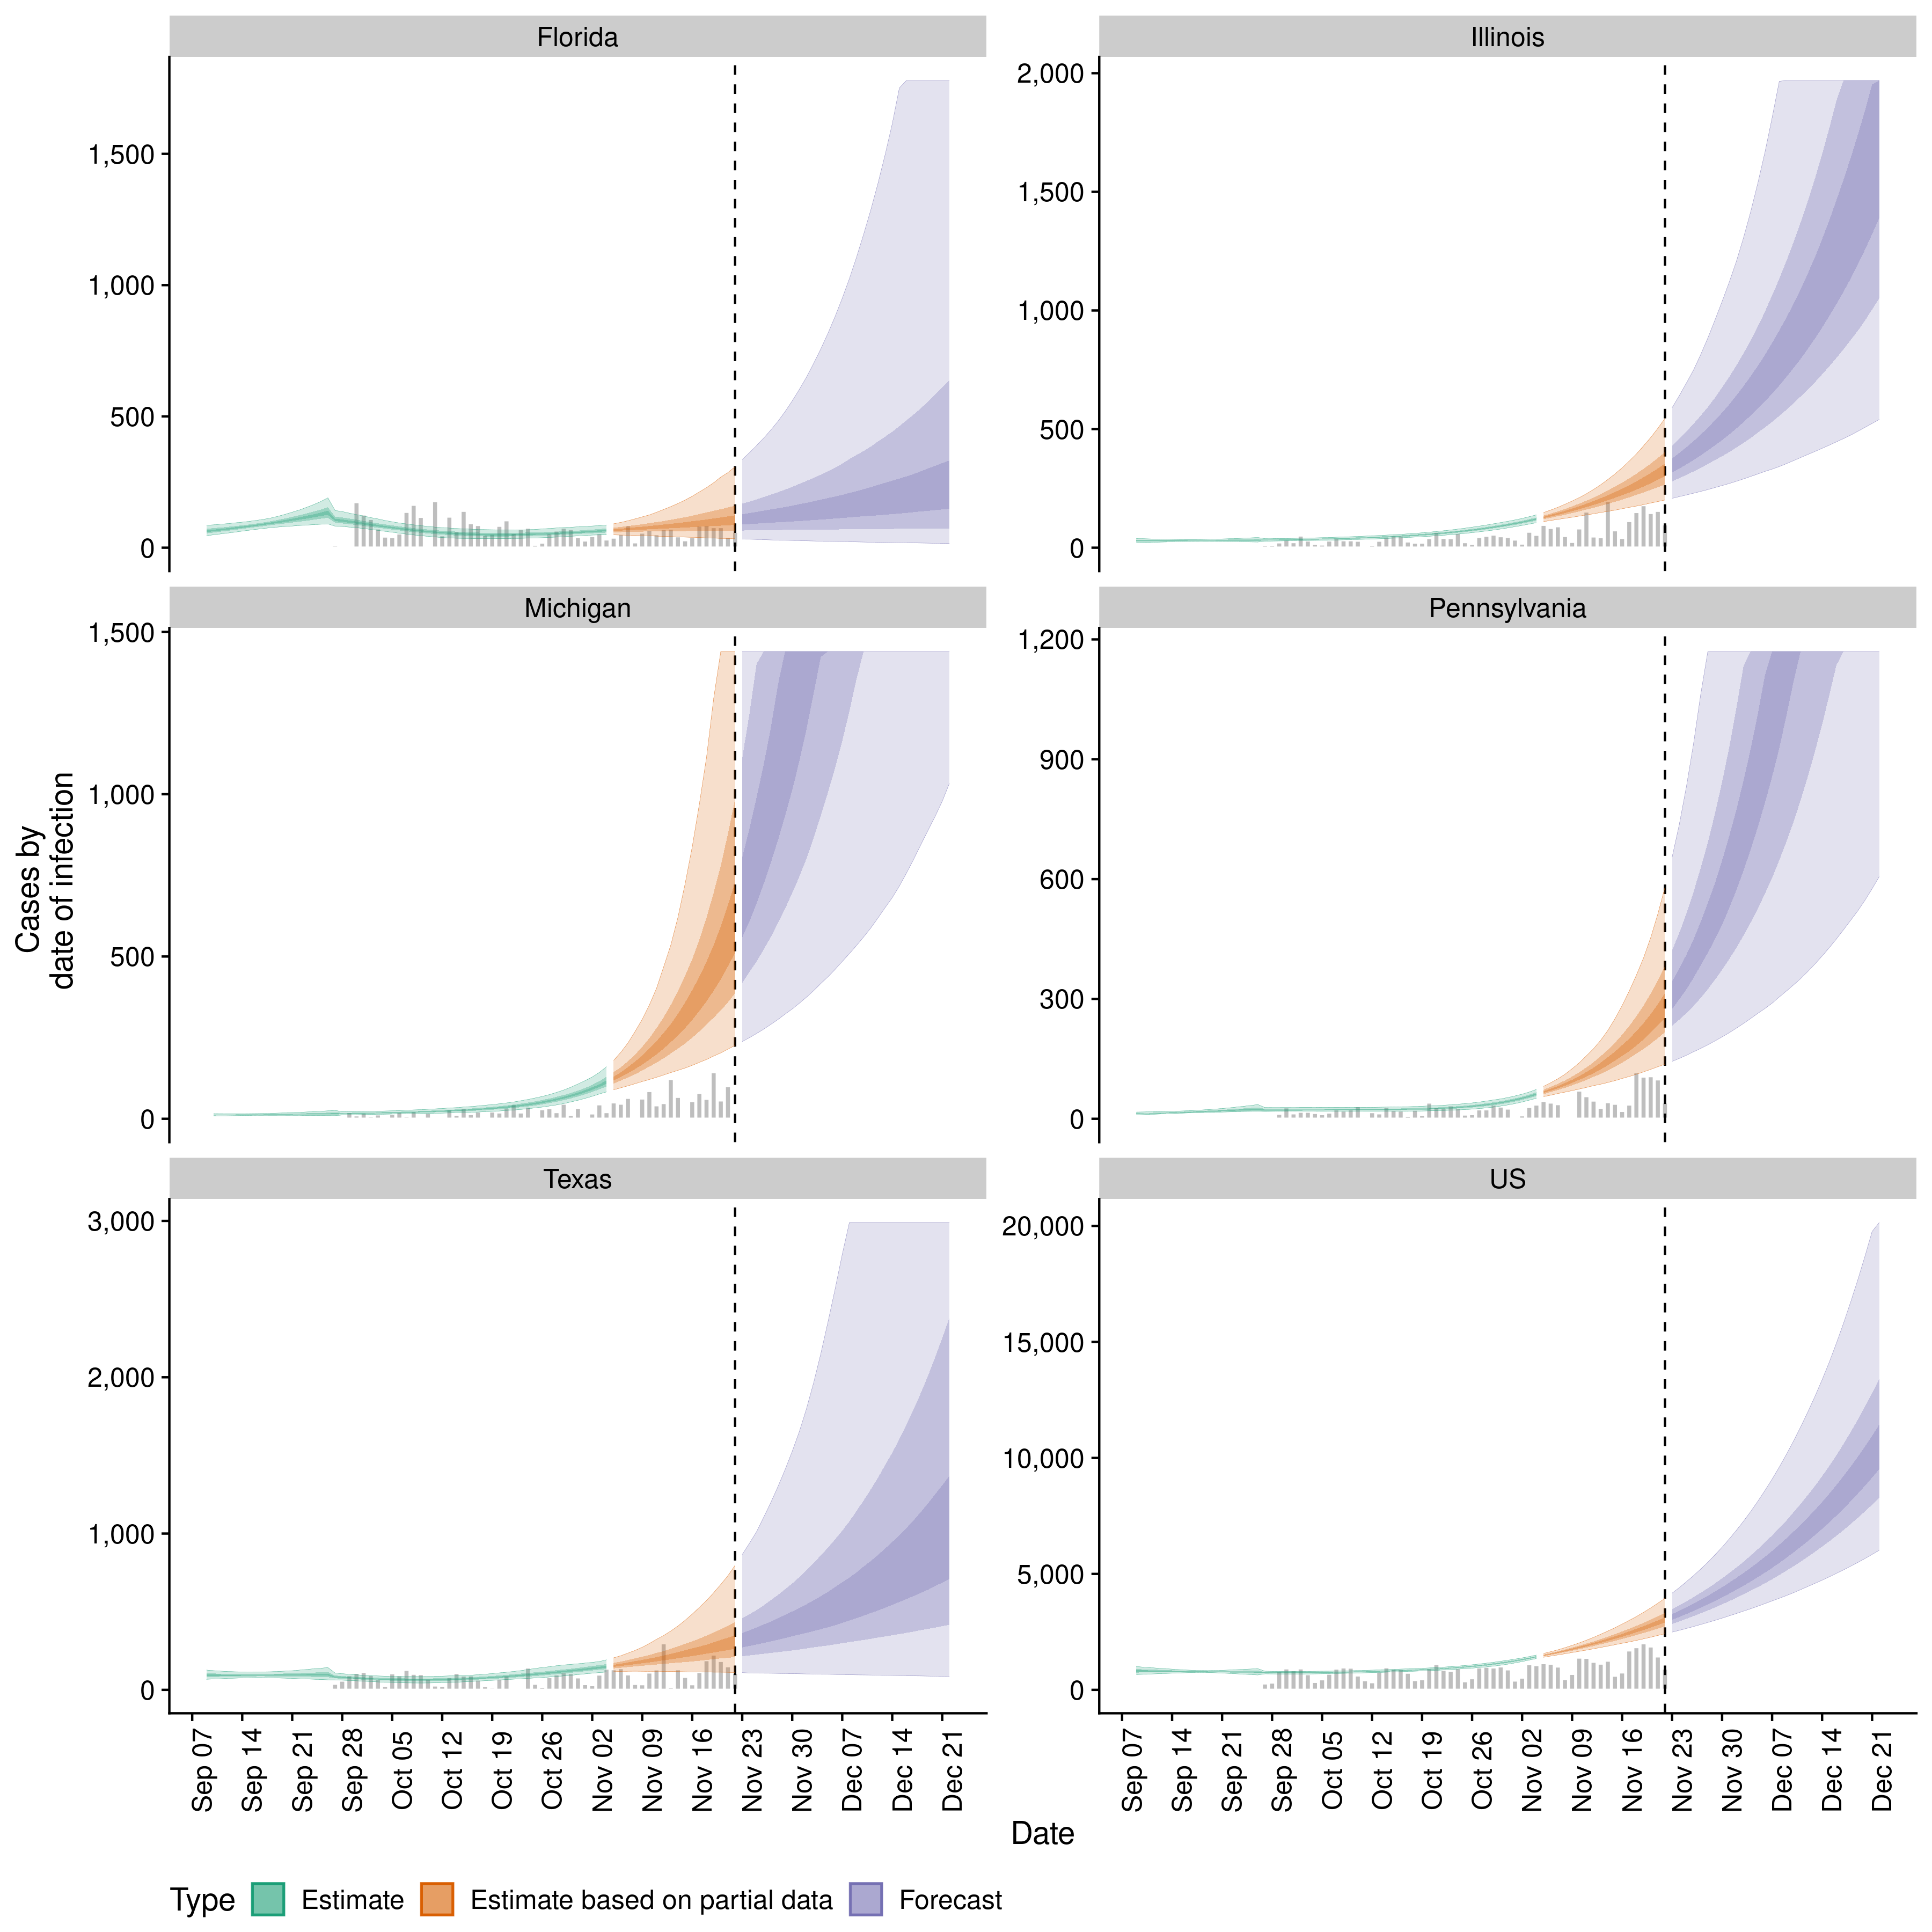 Florida
Illinois
0
500
1,000
1,500
0
500
1,000
1,500
2,000
Michigan
Pennsylvania
0
500
1,000
1,500
0
300
600
900
1,200
Texas
US
0
1,000
2,000
3,000
0
5,000
10,000
15,000
20,000
Sep 07
Sep 14
Sep 21
Sep 28
Oct 05
Oct 12
Oct 19
Oct 26
Nov 02
Nov 09
Nov 16
Nov 23
Nov 30
Dec 07
Dec 14
Dec 21
Sep 07
Sep 14
Sep 21
Sep 28
Oct 05
Oct 12
Oct 19
Oct 26
Nov 02
Nov 09
Nov 16
Nov 23
Nov 30
Dec 07
Dec 14
Dec 21
Cases by
date of infection
Date
Type Estimate Estimate based on partial data Forecast